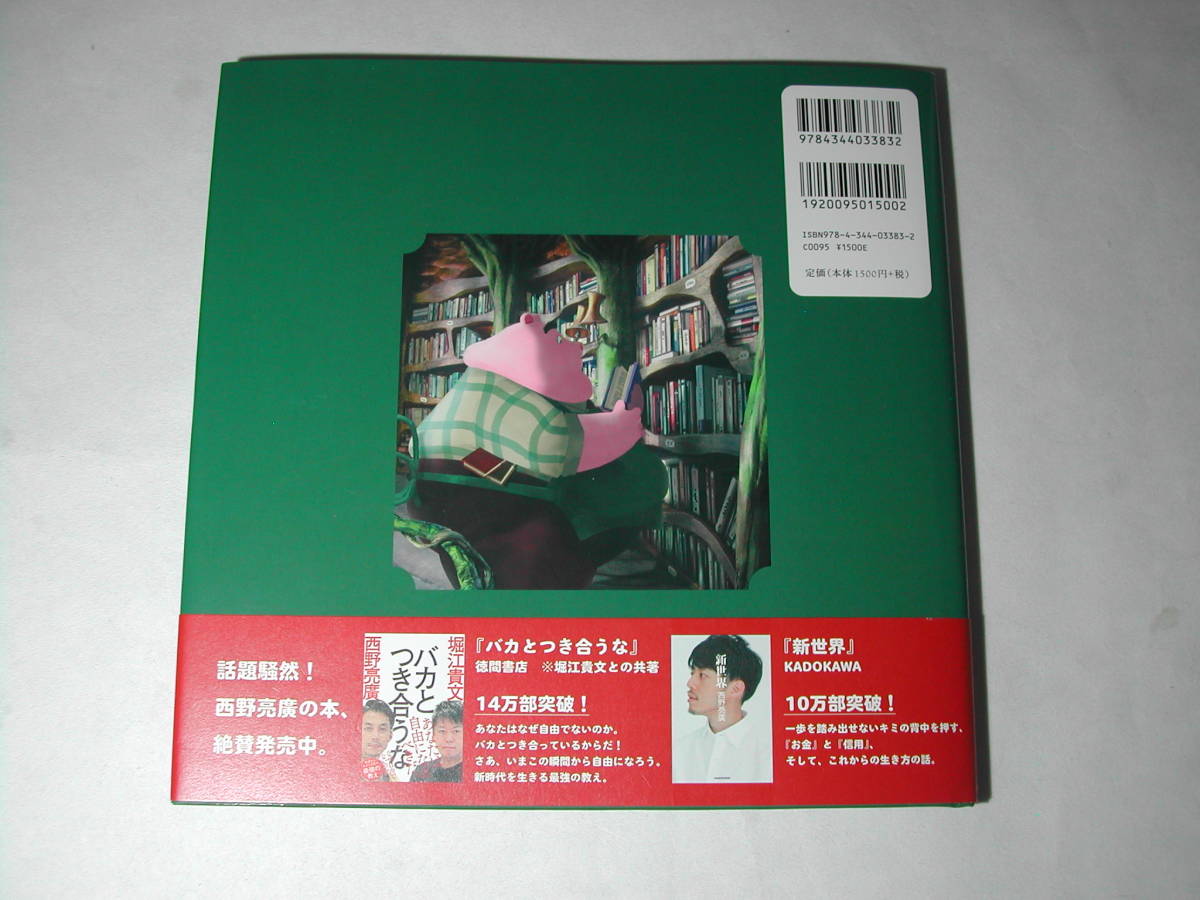 9784344033832
1920095015002
ISBN978-4-344-03383-2
C0095 ¥1500E
定価(本体1500円+税)
話題騒然!
西野亮廣の本、
絶賛発売中。
堀江貴文
西野亮廣
バカと
つき合うな
『バカとつき合うな』
徳間書店 ※堀江貴文との共著
14万部突破!
あなたはなぜ自由でないのか。
バカとつき合っているからだ!
さあ、いまこの瞬間から自由になろう。
新時代を生きる最強の教え。
新世界
西野亮廣
『新世界』
KADOKAWA
10万部突破!
一歩を踏み出せないキミの背中を押す、
『お金』と『信用』、
そして、これからの生き方の話。